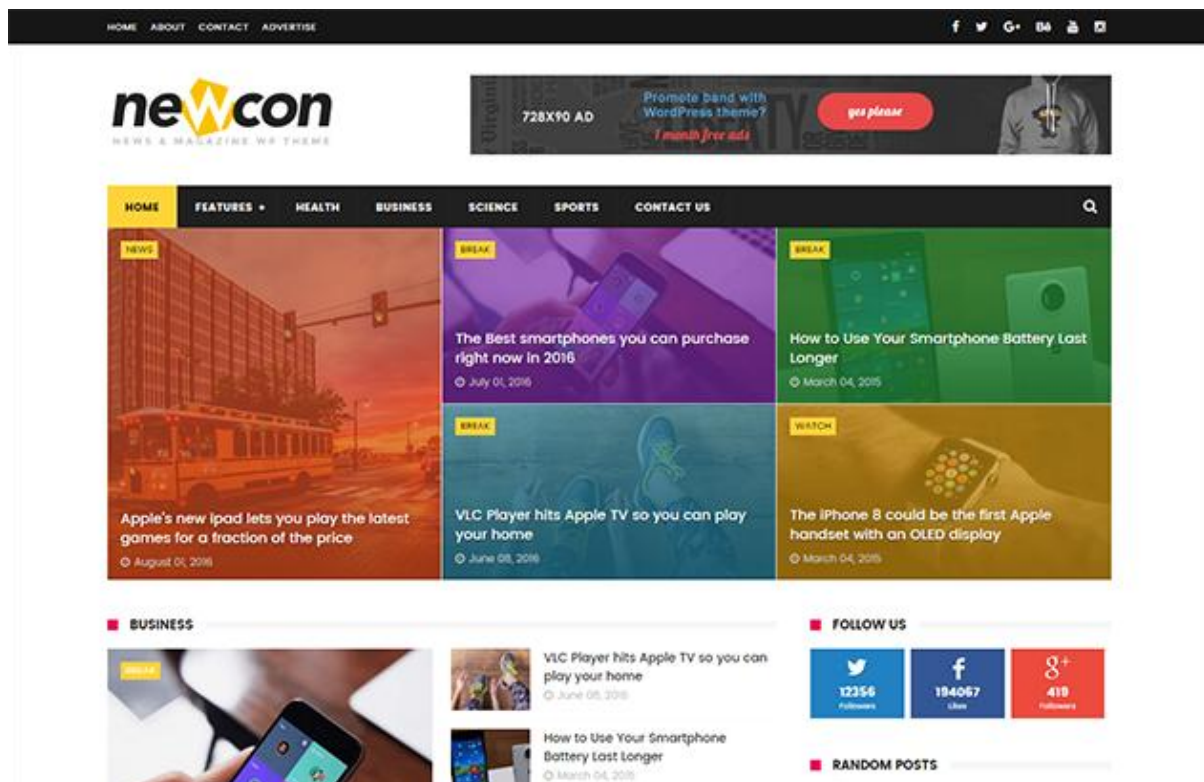 HOME ABOUT CONTACT ADVERTISE
newcon
NEWS & MAGAZINE WP THEME
728X90 AD
Promote band with
WordPress theme?
1 month free ads
yes please
HOME FEATURES + HEALTH BUSINESS SCIENCE SPORTS CONTACT US
NEWS
Apple's new ipad lets you play the latest
games for a fraction of the price
August 01, 2016
BREAK
The Best smartphones you can purchase
right now in 2016
July 01, 2016
BREAK
How to Use Your Smartphone Battery Last
Longer
March 04, 2015
BREAK
VLC Player hits Apple TV so you can play
your home
June 08, 2016
WATCH
The iPhone 8 could be the first Apple
handset with an OLED display
March 04, 2015
BUSINESS
BREAK
VLC Player hits Apple TV so you can
play your home
June 08, 2016
How to Use Your Smartphone
Battery Last Longer
March 04, 2015
FOLLOW US
12356
Followers
194067
Likes
419
Followers
RANDOM POSTS